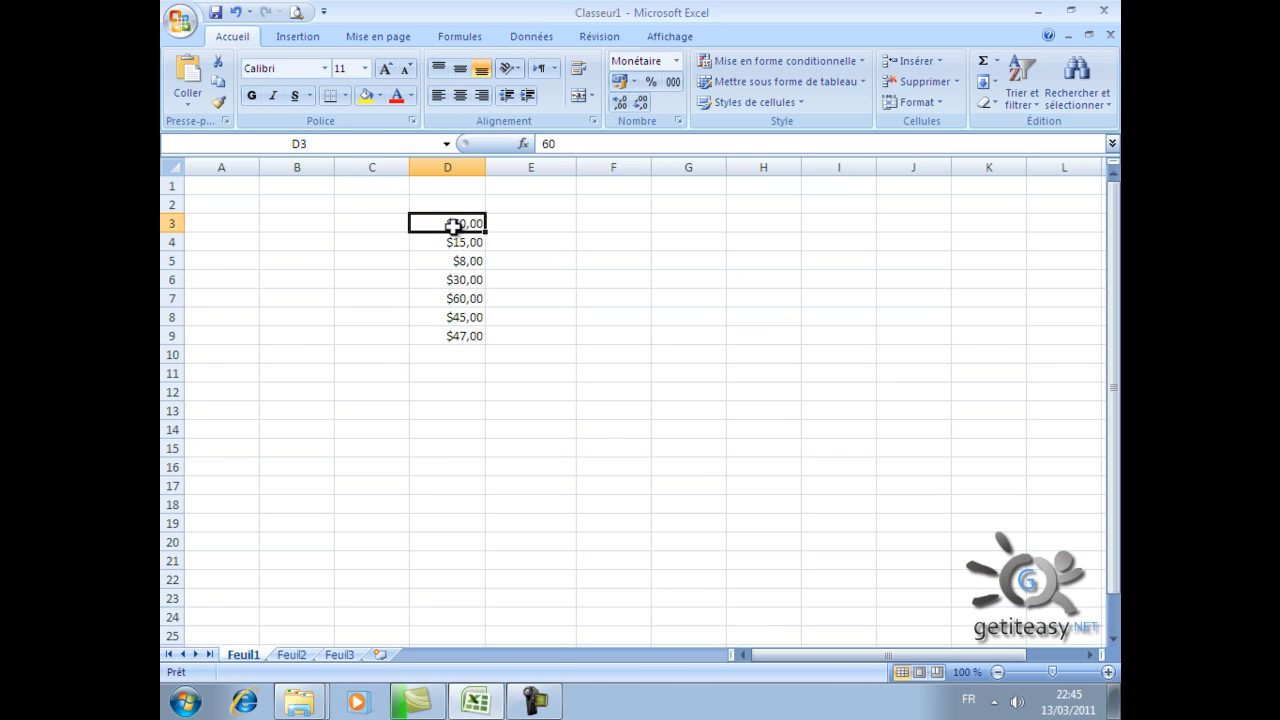 Classeur1 - Microsoft Excel
Accueil Insertion Mise en page Formules Données Révision Affichage
Coller
Calibri 11
G I S
Monétaire
% 000
Mise en forme conditionnelle
Mettre sous forme de tableau
Styles de cellules
Insérer
Supprimer
Format
Trier et filtrer
Rechercher et sélectionner
Presse-p... Police Alignement Nombre Style Cellules Édition
D3 fx 60
A B C D E F G H I J K L
1
2
3
4 $15,00
5 $8,00
6 $30,00
7 $60,00
8 $45,00
9 $47,00
10
11
12
13
14
15
16
17
18
19
20
21
22
23
24
25
G
getiteasy.NET
Feuil1 Feuil2 Feuil3
Prêt 100 %
FR 22:45
13/03/2011